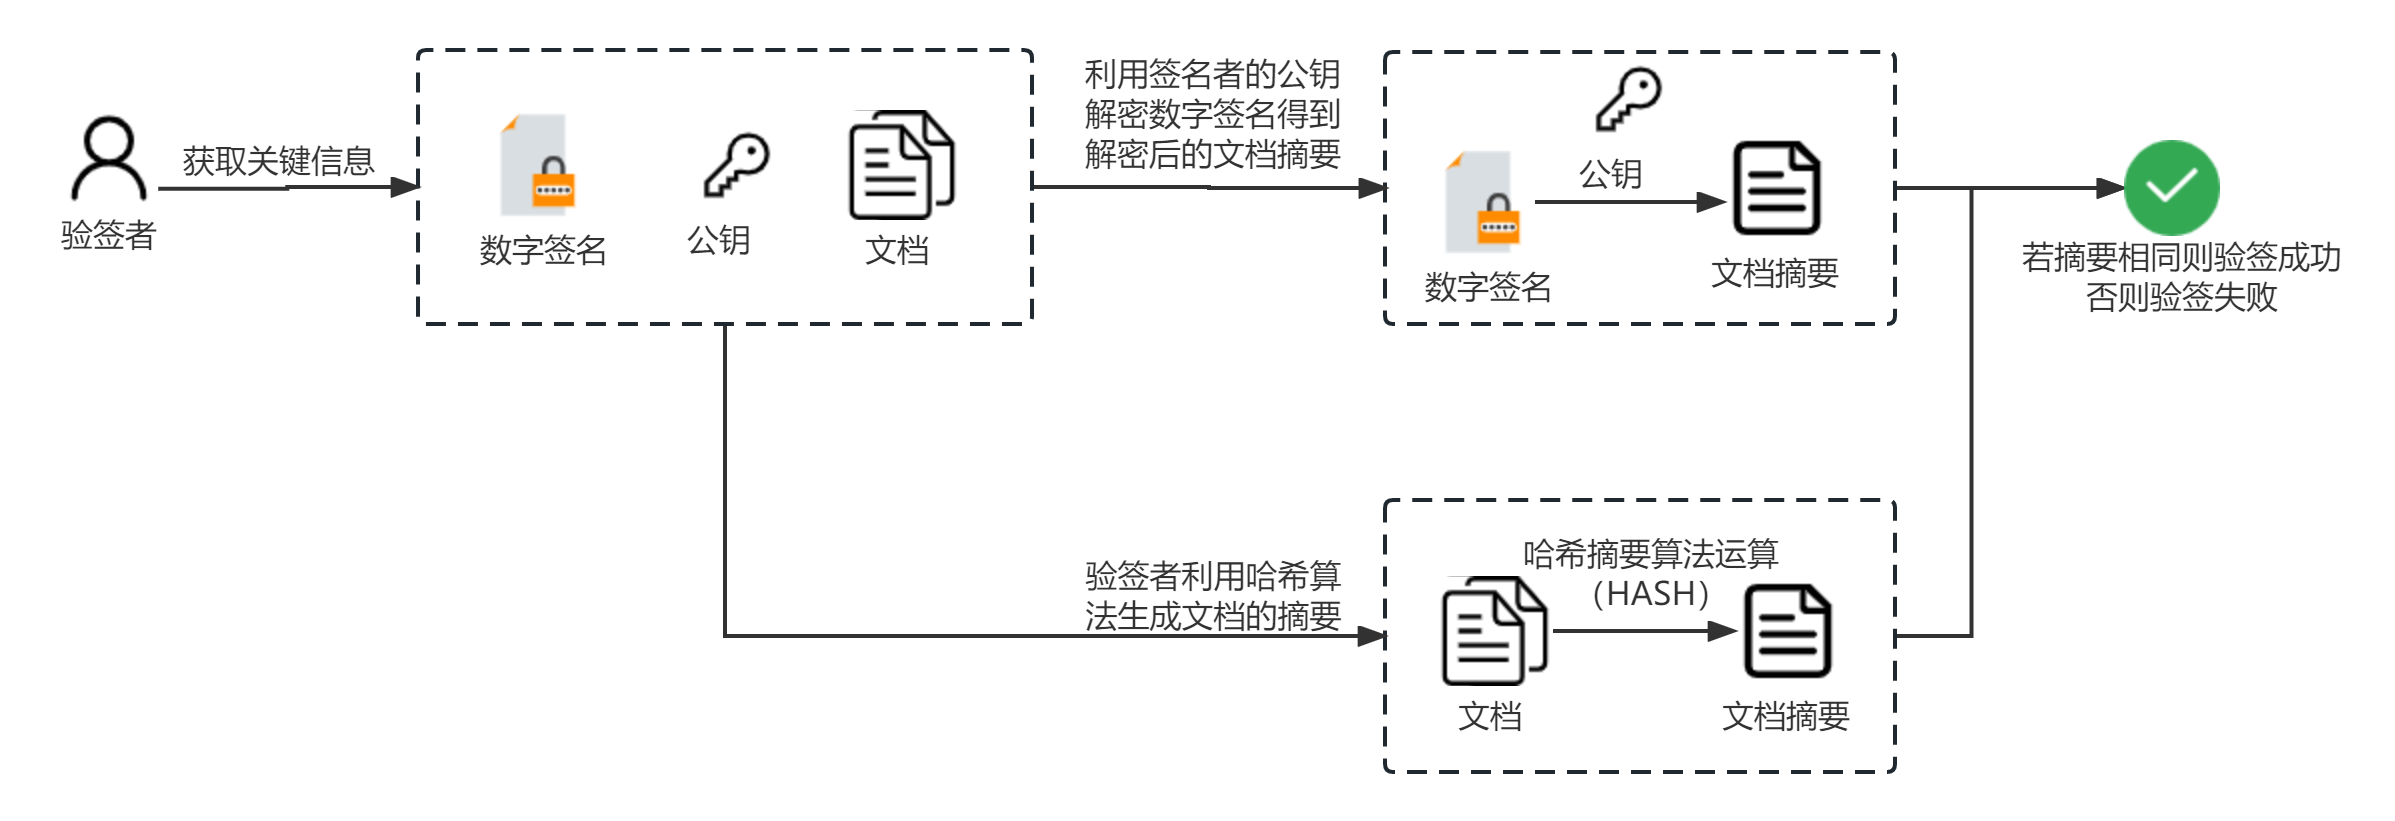 验签者
获取关键信息
数字签名
公钥
文档
利用签名者的公钥
解密数字签名得到
解密后的文档摘要
数字签名
公钥
文档摘要
若摘要相同则验签成功
否则验签失败
验签者利用哈希算
法生成文档的摘要
哈希摘要算法运算
（HASH）
文档
文档摘要